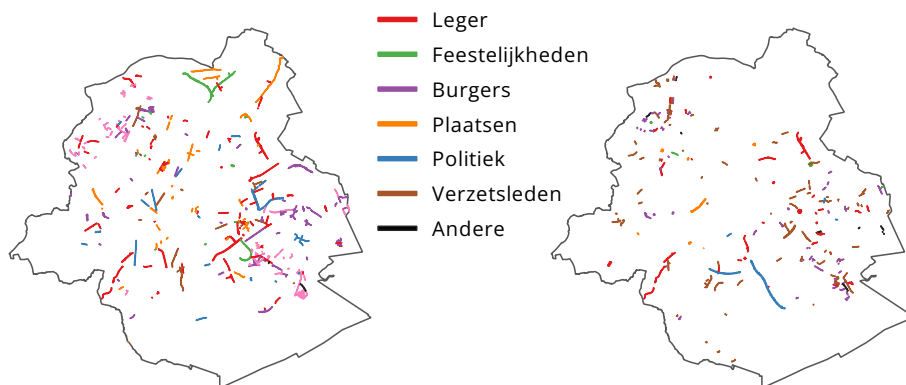 Leger
Feestelijkheden
Burgers
Plaatsen
Politiek
Verzetsleden
Andere